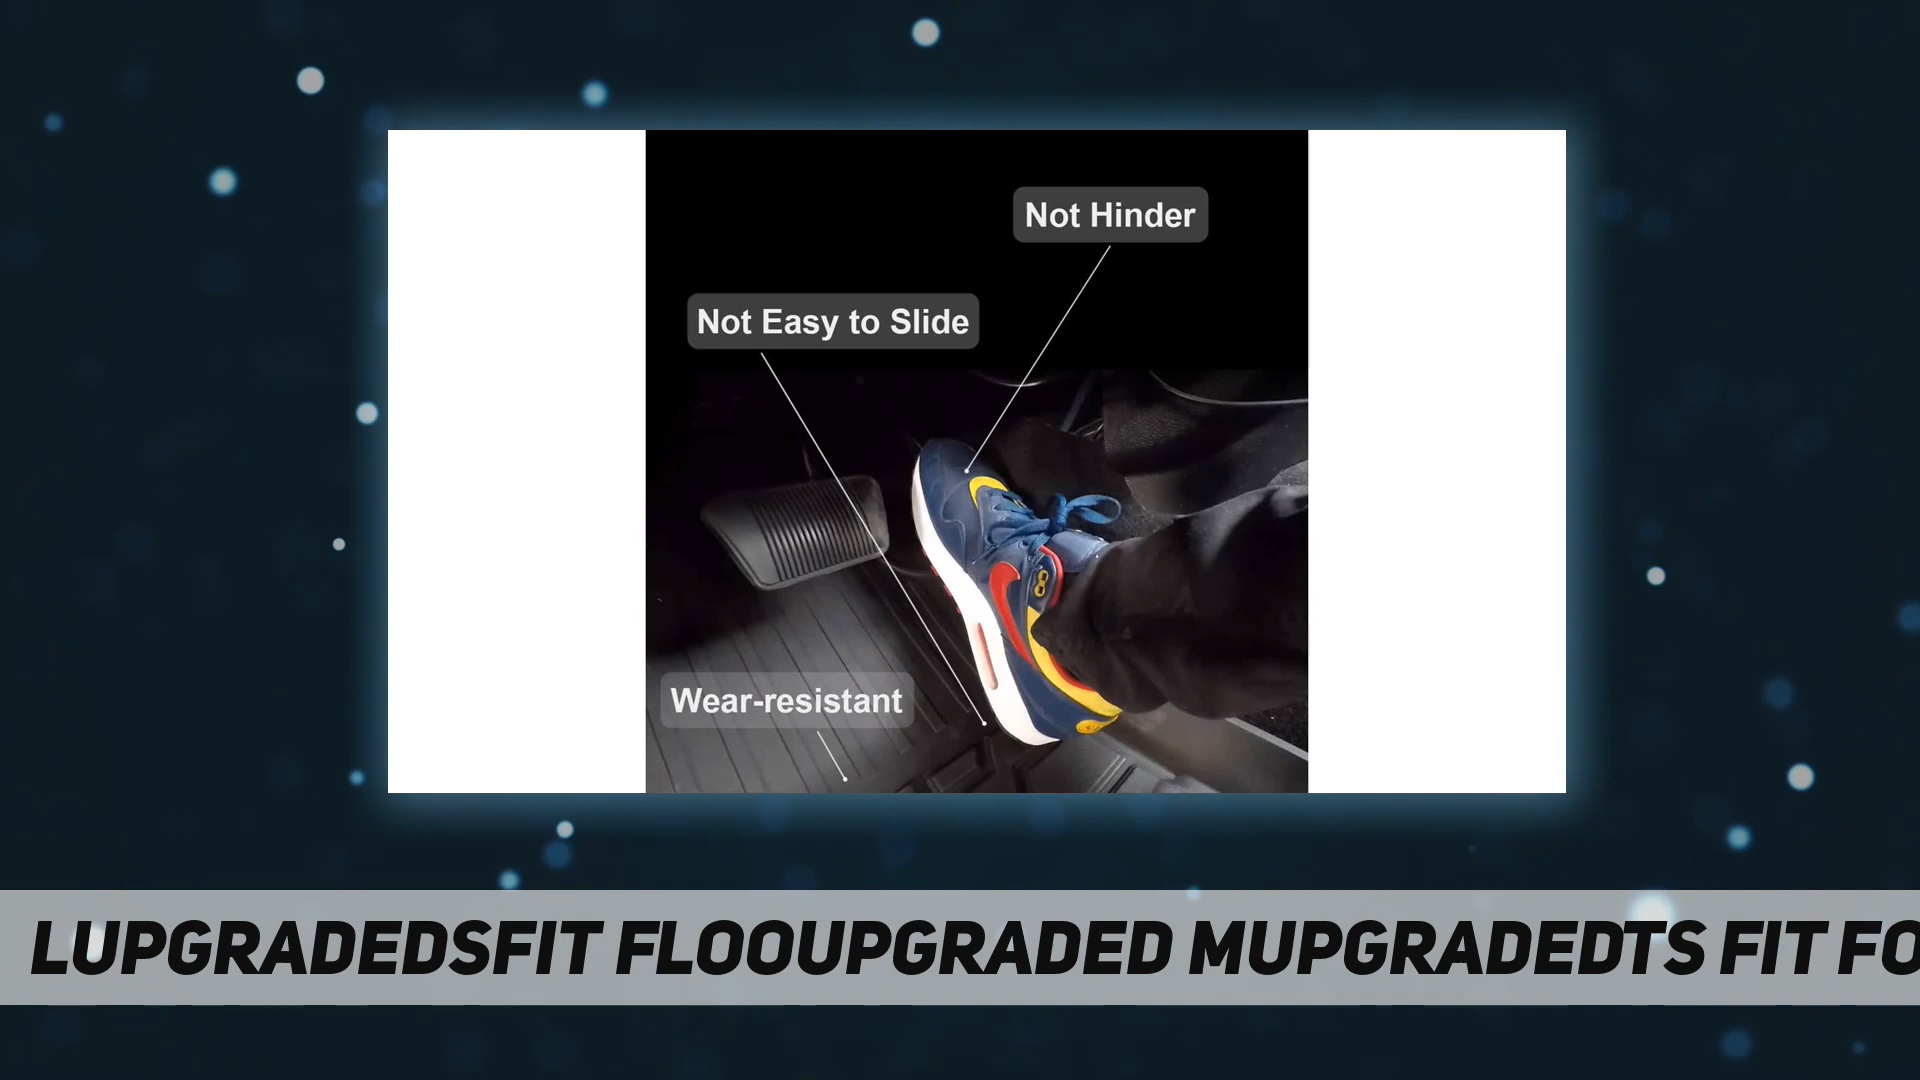 Not Hinder
Not Easy to Slide
Wear-resistant
LUPGRADEDSFIT FLOOUPGRADED MUPGRADEDTS FIT FO